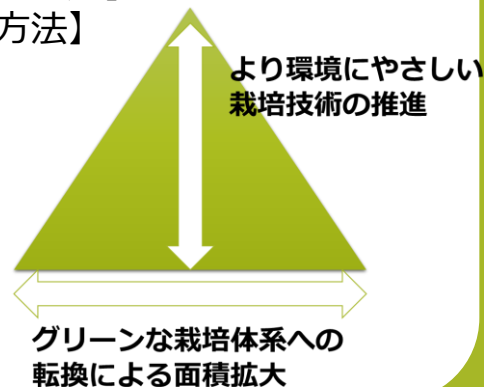 方法】
より環境にやさしい
栽培技術の推進
グリーンな栽培体系への
転換による面積拡大